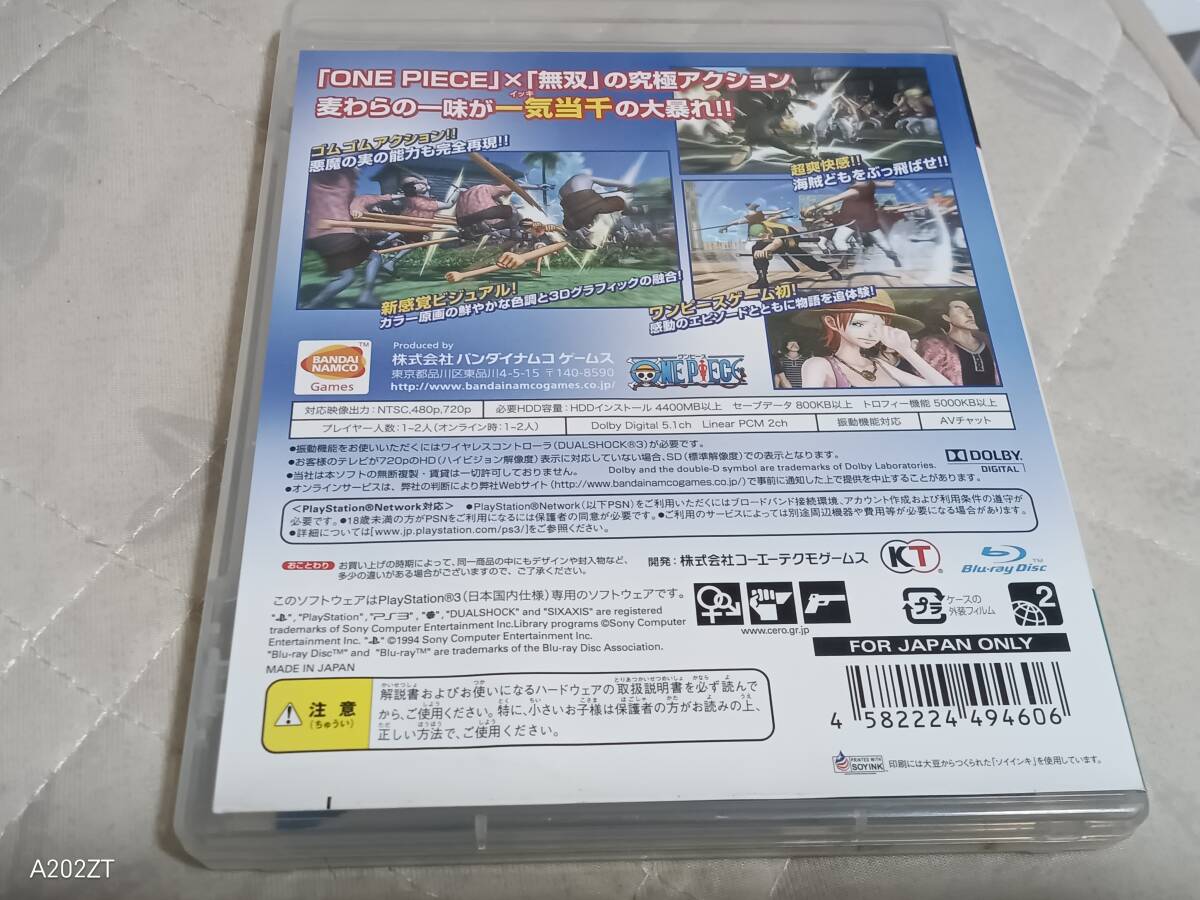 「ONE PIECE」×「無双」の究極アクション
イッキ
麦わらの一味が一気当千の大暴れ!!
ゴムゴムアクション!!
悪魔の実の能力も完全再現!!
超爽快感!!
海賊どもをぶっ飛ばせ!!
新感覚ビジュアル!
カラー原画の鮮やかな色調と3Dグラフィックの融合!
ワンピースゲーム初!
感動のエピソードとともに物語を追体験!
BANDAI NAMCO Games
TM
Produced by
株式会社 バンダイナムコ ゲームス
東京都品川区東品川4-5-15 〒140-8590
http://www.bandainamcogames.co.jp/
ワンピース
ONE PIECE
対応映像出力:NTSC,480p,720p
必要HDD容量:HDDインストール 4400MB以上 セーブデータ 800KB以上 トロフィー機能 5000KB以上
プレイヤー人数:1~2人(オンライン時:1~2人)
Dolby Digital 5.1ch Linear PCM 2ch
振動機能対応
AVチャット
●振動機能をお使いいただくにはワイヤレスコントローラ(DUALSHOCK®3)が必要です。
●お客様のテレビが720pのHD(ハイビジョン解像度)表示に対応していない場合、SD(標準解像度)での表示となります。
●当社は本ソフトの無断複製・賃貸は一切許可しておりません。 Dolby and the double-D symbol are trademarks of Dolby Laboratories.
●オンラインサービスは、弊社の判断により弊社Webサイト(http://www.bandainamcogames.co.jp/)で事前に通知した上で提供を中止することがあります。
DOLBY
DIGITAL
<PlayStation®Network対応> ●PlayStation®Network(以下PSN)をご利用いただくにはブロードバンド接続環境、アカウント作成および利用条件の遵守が
必要です。●18歳未満の方がPSNをご利用になるには保護者の同意が必要です。●ご利用のサービスによっては別途周辺機器や費用等が必要になる場合があります。
●詳細については[www.jp.playstation.com/ps3/]をご参照ください。
おことわり
お買い上げの時期によって、同一商品の中にもデザインや封入物など、
多少の違いがある場合がございますので、ご了承ください。
開発:株式会社コーエーテクモゲームス
KT
Blu-ray Disc™
このソフトウェアはPlayStation®3(日本国内仕様)専用のソフトウェアです。
"PlayStation", "PS3", "DUALSHOCK" and "SIXAXIS" are registered
trademarks of Sony Computer Entertainment Inc.Library programs ©Sony Computer
Entertainment Inc. ©1994 Sony Computer Entertainment Inc.
"Blu-ray Disc™" and "Blu-ray™" are trademarks of the Blu-ray Disc Association.
MADE IN JAPAN
www.cero.gr.jp
プラ
ケースの
外装フィルム
2
FOR JAPAN ONLY
注意
(ちゅうい)
解説書およびお使いになるハードウェアの取扱説明書を必ず読んで
から、ご使用ください。特に、小さいお子様は保護者の方がお読みの上、
正しい方法で、ご使用ください。
4 582224 494606
PRINTED WITH
SOY INK
印刷には大豆からつくられた「ソイインキ」を使用しています。
A202ZT